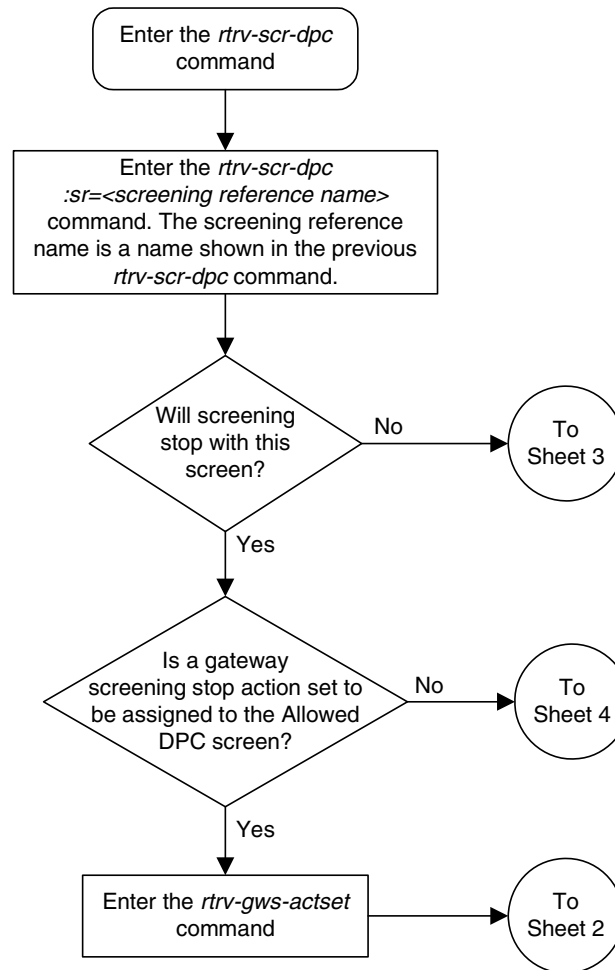 Enter the rtrv-scr-dpc
command
Enter the rtrv-scr-dpc
:sr=<screening reference name>
command. The screening reference
name is a name shown in the previous
rtrv-scr-dpc command.
Will screening
stop with this
screen?
No
To
Sheet 3
Yes
Is a gateway
screening stop action set to
be assigned to the Allowed
DPC screen?
No
To
Sheet 4
Yes
Enter the rtrv-gws-actset
command
To
Sheet 2